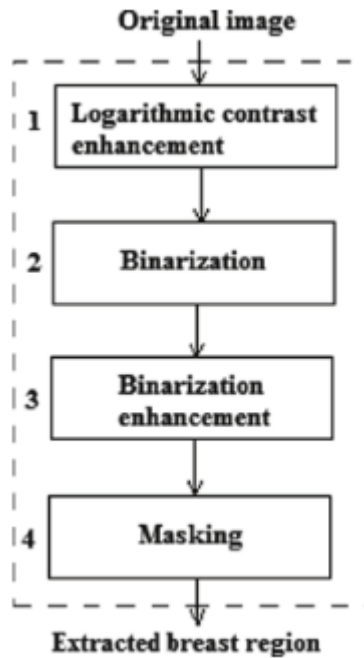 Original image
1
Logarithmic contrast
enhancement
2
Binarization
3
Binarization
enhancement
4
Masking
Extracted breast region